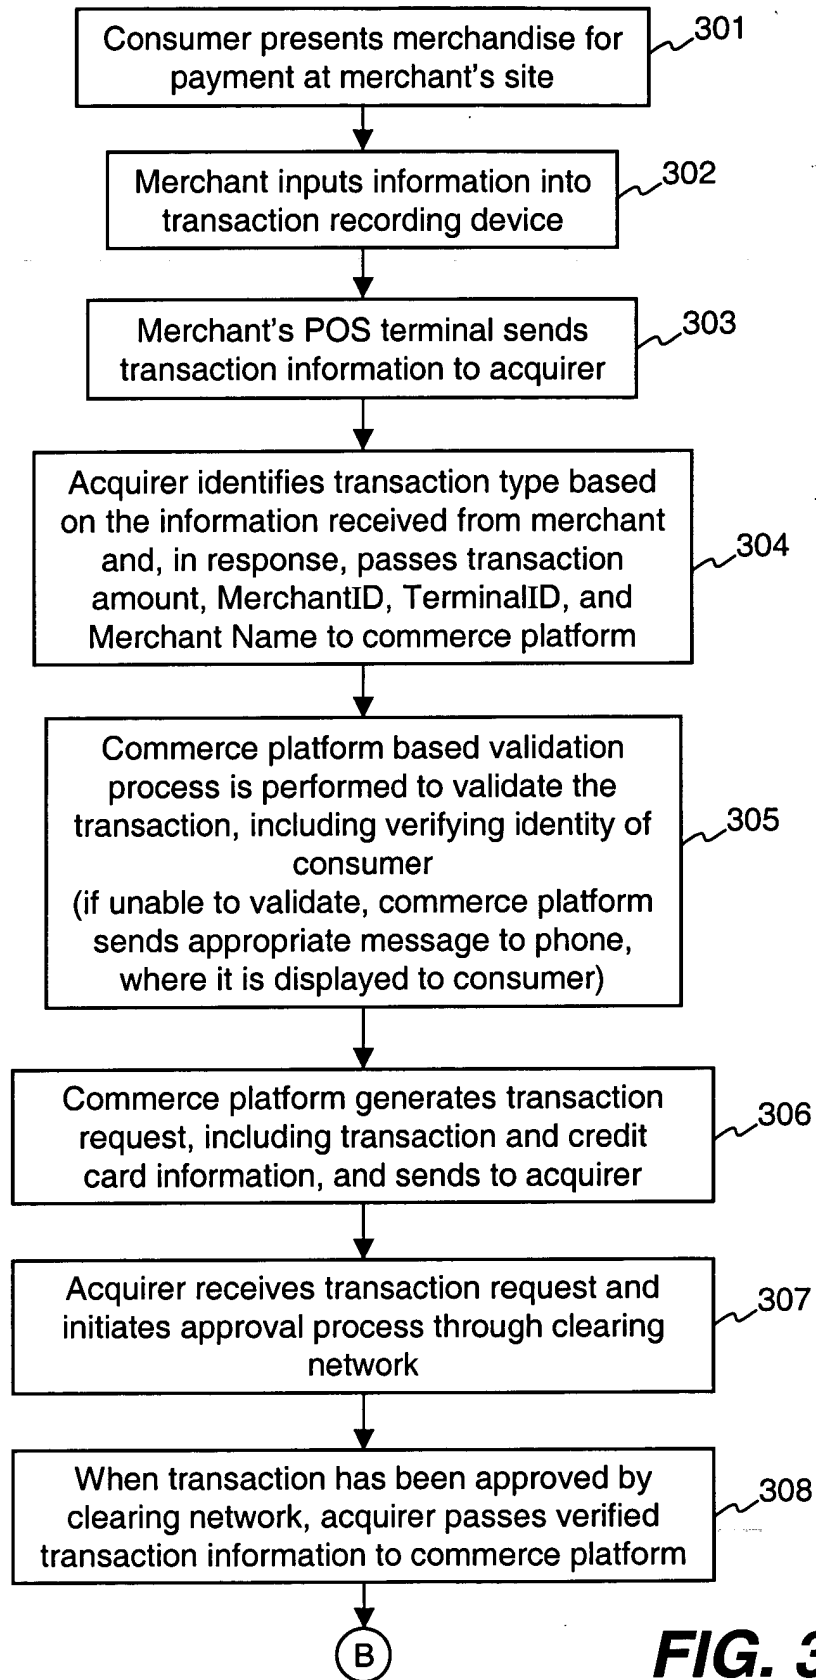 Consumer presents merchandise for
payment at merchant's site
301
Merchant inputs information into
transaction recording device
302
Merchant's POS terminal sends
transaction information to acquirer
303
Acquirer identifies transaction type based
on the information received from merchant
and, in response, passes transaction
amount, MerchantID, TerminalID, and
Merchant Name to commerce platform
304
Commerce platform based validation
process is performed to validate the
transaction, including verifying identity of
consumer
(if unable to validate, commerce platform
sends appropriate message to phone,
where it is displayed to consumer)
305
Commerce platform generates transaction
request, including transaction and credit
card information, and sends to acquirer
306
Acquirer receives transaction request and
initiates approval process through clearing
network
307
When transaction has been approved by
clearing network, acquirer passes verified
transaction information to commerce platform
308
B
FIG. 3